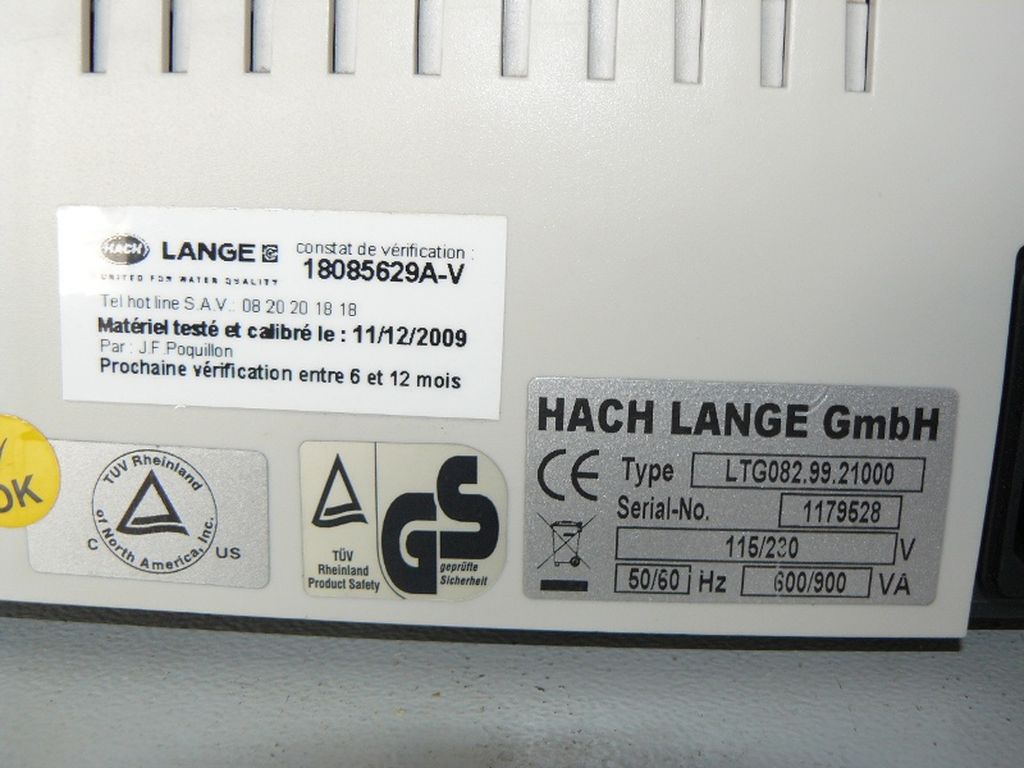 HACH LANGE constat de vérification :
UNITED FOR WATER QUALITY 18085629A-V
Tel hot line S.A.V.: 08 20 20 18 18
Matériel testé et calibré le : 11/12/2009
Par : J.F.Poquillon
Prochaine vérification entre 6 et 12 mois
OK
TÜV Rheinland
of North America, Inc.
C US
TÜV
Rheinland
Product Safety
GS
geprüfte
Sicherheit
HACH LANGE GmbH
CE Type LTG082.99.21000
Serial-No. 1179528
115/230 V
50/60 Hz 600/900 VA